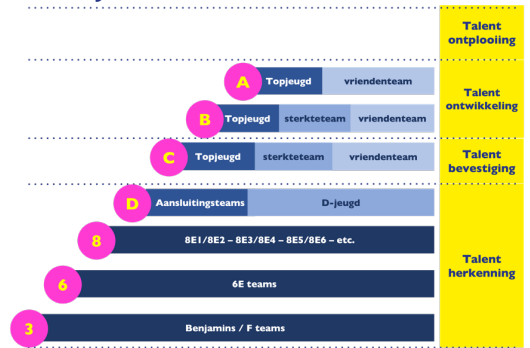 Talent
ontplooiing
A Topjeugd vriendenteam
Talent
ontwikkeling
B Topjeugd sterkteteam vriendenteam
C Topjeugd sterkteteam vriendenteam
Talent
bevestiging
D Aansluitingsteams D-jeugd
8 8E1/8E2 – 8E3/8E4 – 8E5/8E6 – etc.
Talent
herkenning
6 6E teams
3 Benjamins / F teams